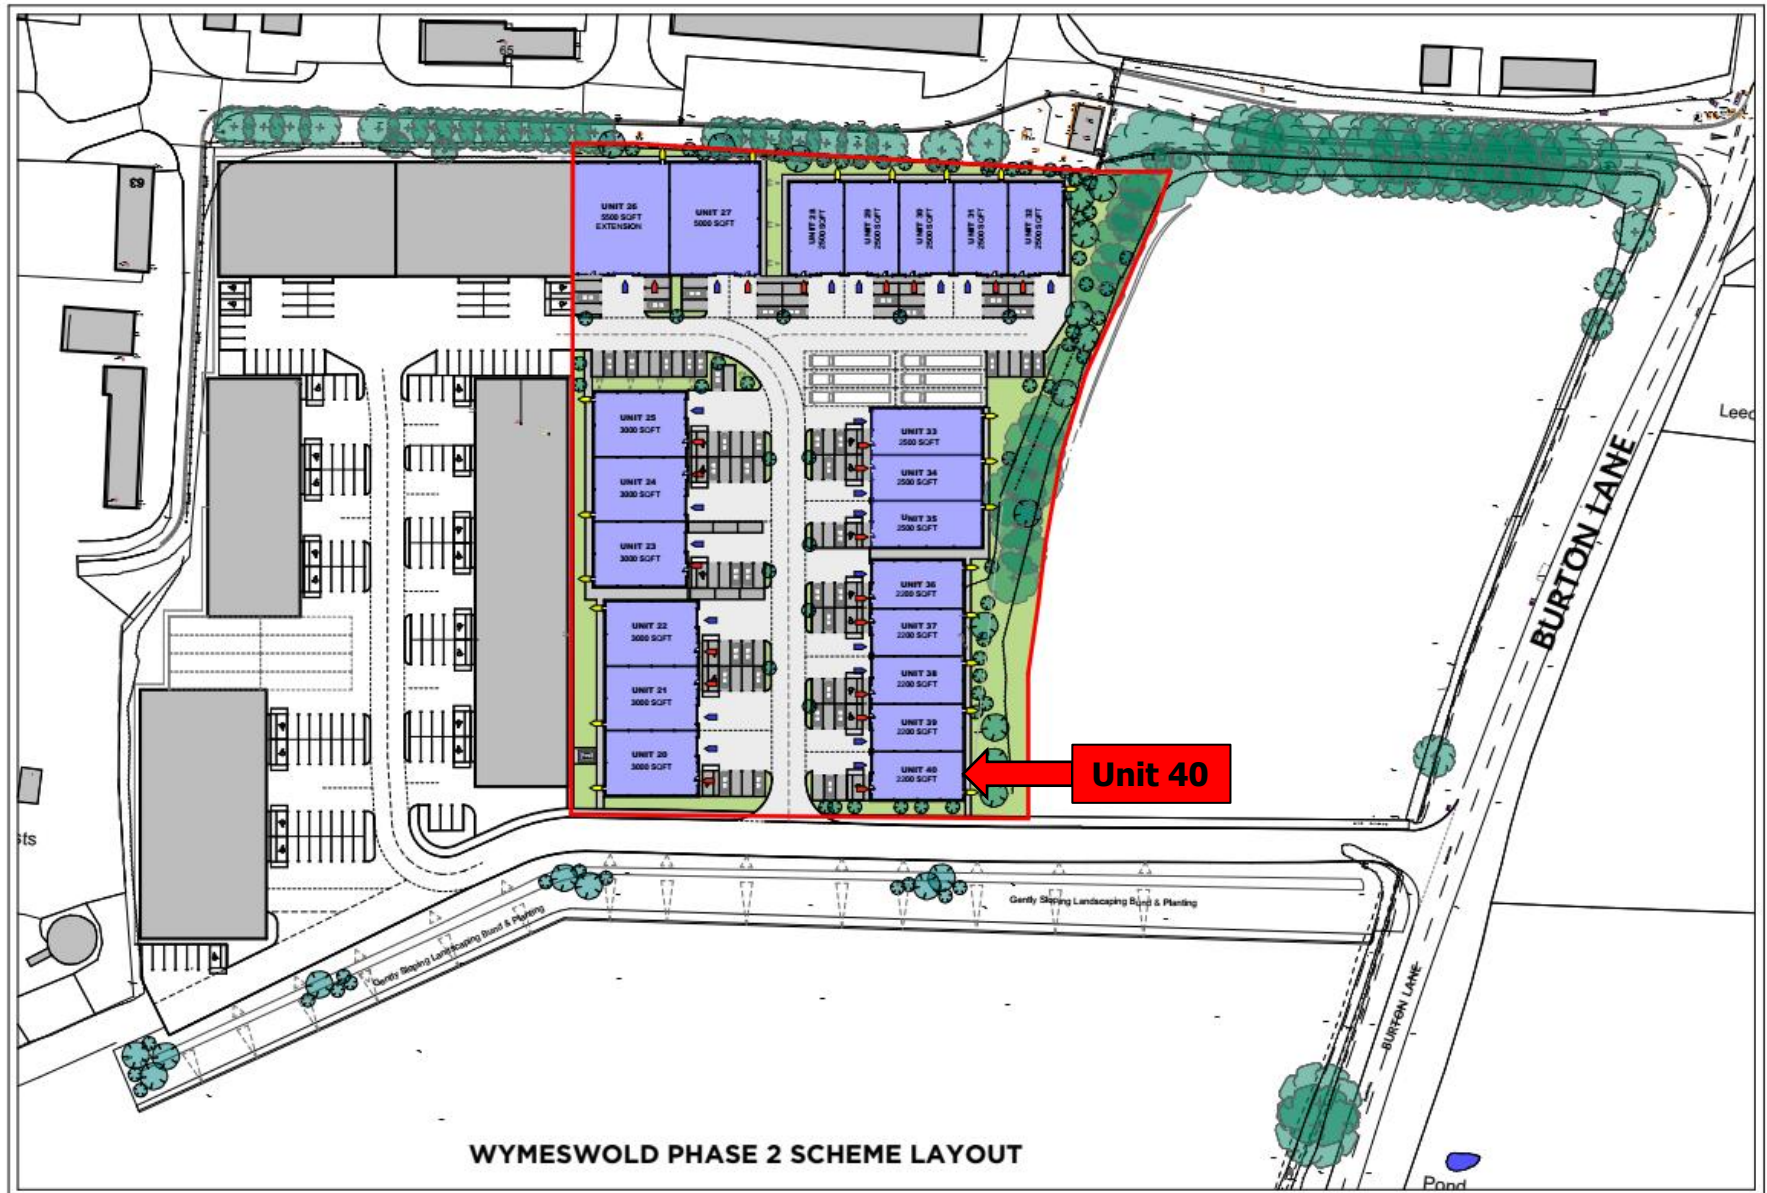 65
63
UNIT 26
5500 SQFT
EXTENSION
UNIT 27
5000 SQFT
UNIT 28
2500 SQFT
UNIT 29
2500 SQFT
UNIT 30
2500 SQFT
UNIT 31
2500 SQFT
UNIT 32
2500 SQFT
UNIT 25
3000 SQFT
UNIT 24
3000 SQFT
UNIT 23
3000 SQFT
UNIT 22
3000 SQFT
UNIT 21
3000 SQFT
UNIT 20
3000 SQFT
UNIT 33
2500 SQFT
UNIT 34
2500 SQFT
UNIT 35
2500 SQFT
UNIT 36
2200 SQFT
UNIT 37
2200 SQFT
UNIT 38
2200 SQFT
UNIT 39
2200 SQFT
UNIT 40
2200 SQFT
Unit 40
BURTON LANE
Leec
sts
Gently Sloping Landscaping Bund & Planting
Gently Sloping Landscaping Bund & Planting
BURTON LANE
WYMESWOLD PHASE 2 SCHEME LAYOUT
Pond